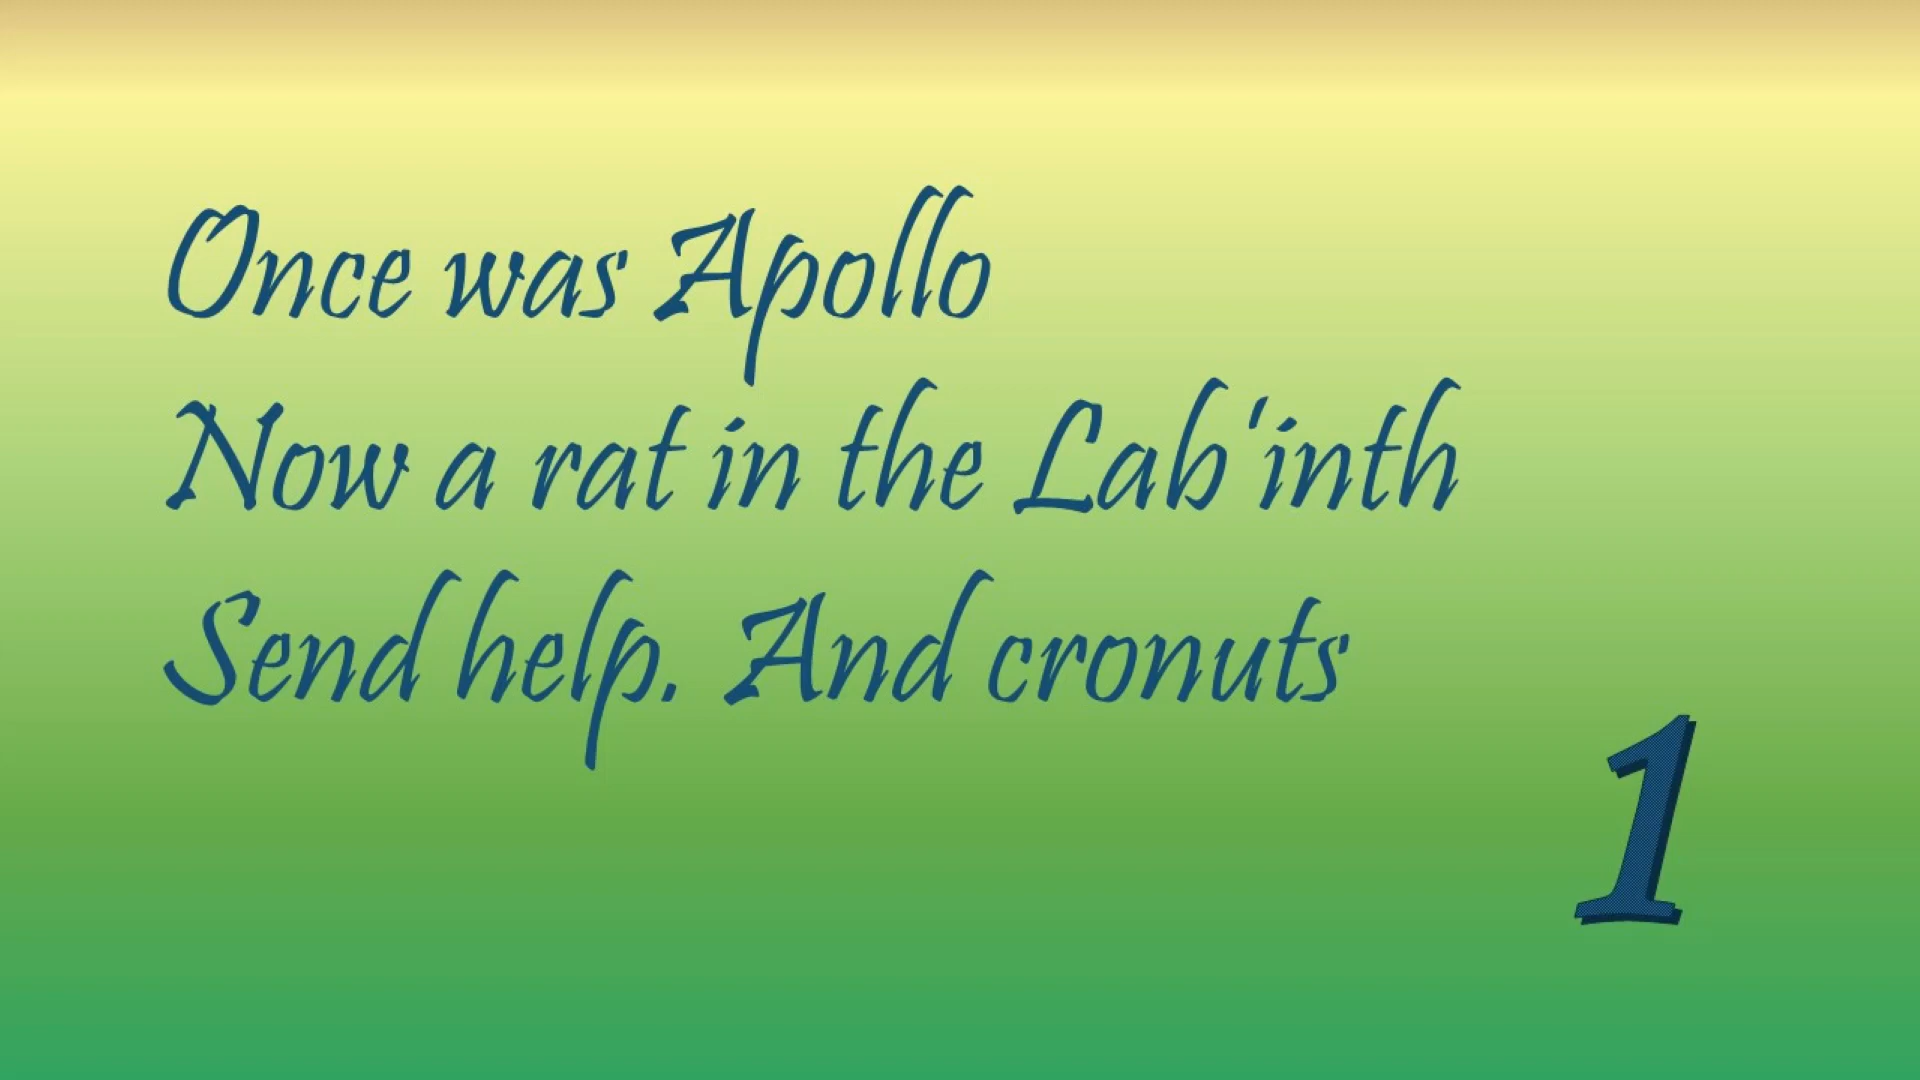 Once was Apollo
Now a rat in the Lab'inth
Send help. And cronuts
1